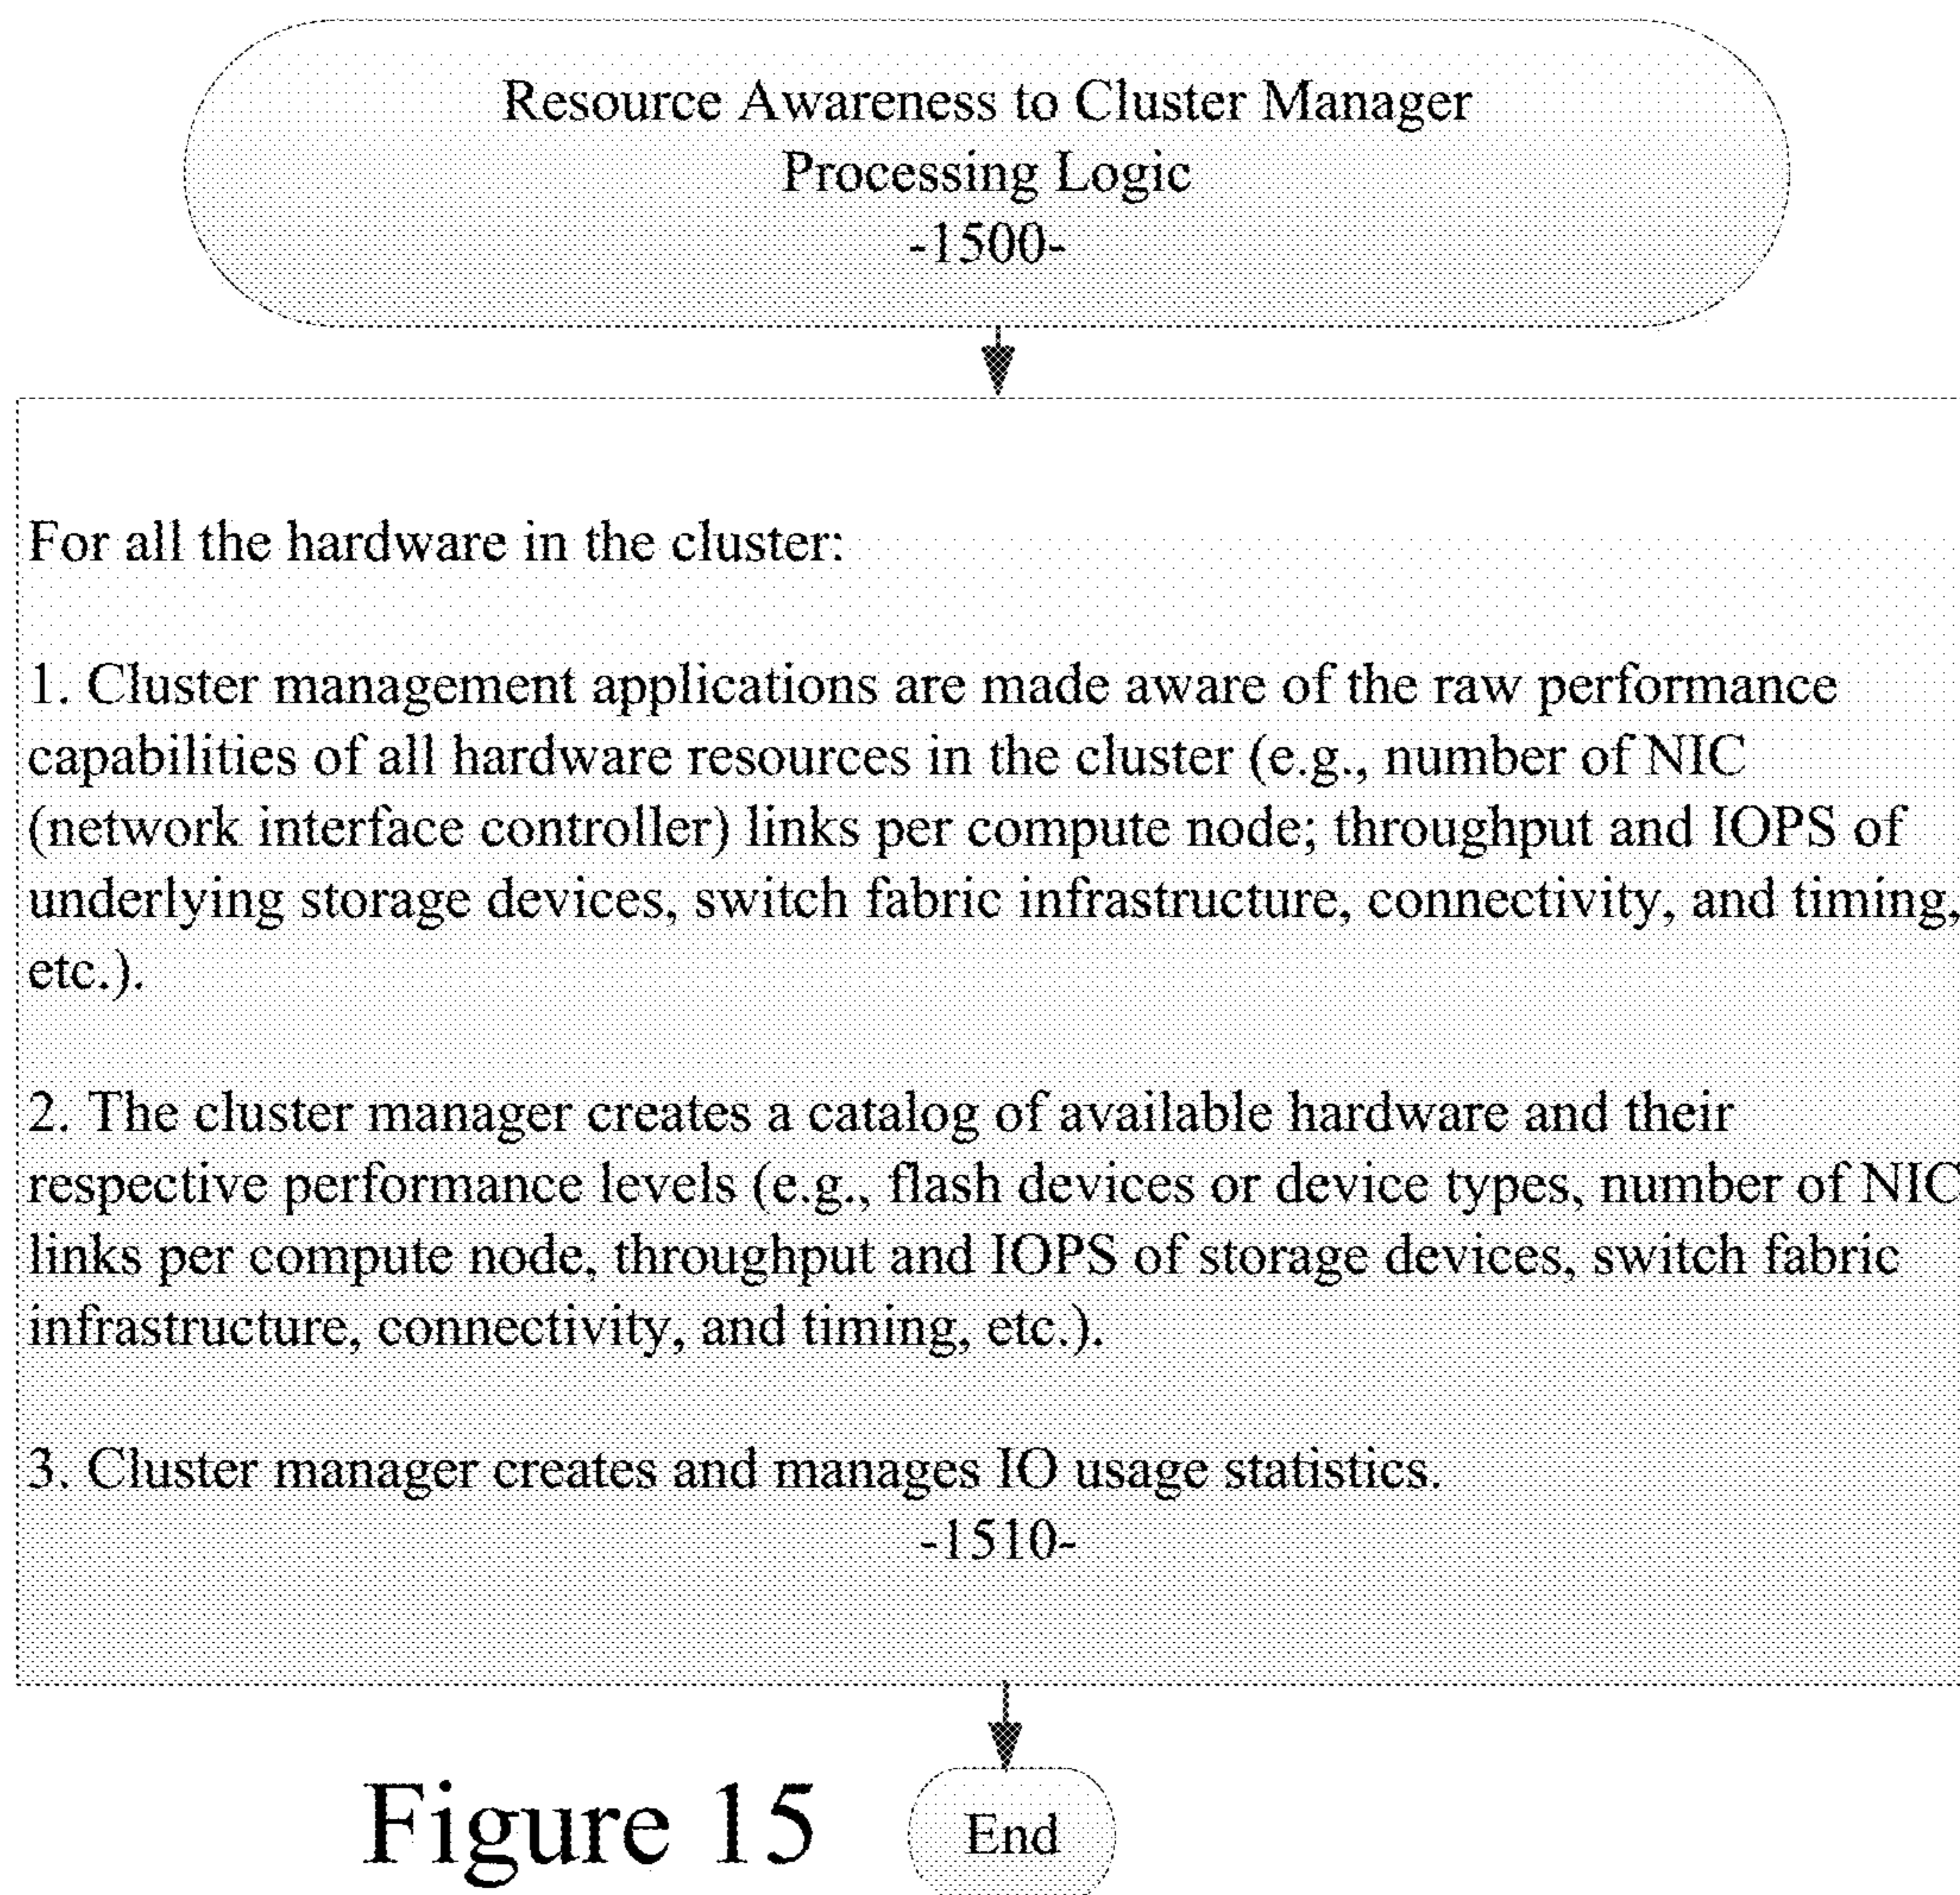 Resource Awareness to Cluster Manager
Processing Logic
-1500-
For all the hardware in the cluster:
1. Cluster management applications are made aware of the raw performance
capabilities of all hardware resources in the cluster (e.g., number of NIC
(network interface controller) links per compute node; throughput and IOPS of
underlying storage devices, switch fabric infrastructure, connectivity, and timing,
etc.).
2. The cluster manager creates a catalog of available hardware and their
respective performance levels (e.g., flash devices or device types, number of NIC
links per compute node, throughput and IOPS of storage devices, switch fabric
infrastructure, connectivity, and timing, etc.).
3. Cluster manager creates and manages IO usage statistics.
-1510-
Figure 15
End